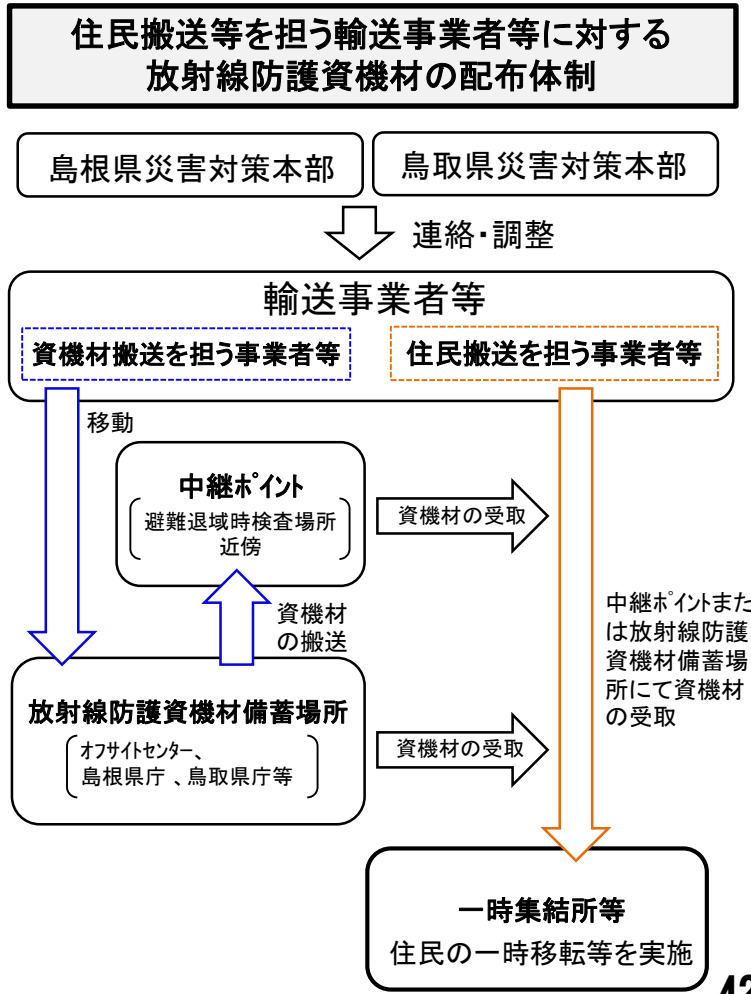 住民搬送等を担う輸送事業者等に対する
放射線防護資機材の配布体制
島根県災害対策本部
鳥取県災害対策本部
連絡・調整
輸送事業者等
資機材搬送を担う事業者等
住民搬送を担う事業者等
移動
中継ポイント
避難退域時検査場所
近傍
資機材の受取
資機材
の搬送
中継ポイントまた
は放射線防護
資機材備蓄場
所にて資機材
の受取
放射線防護資機材備蓄場所
オフサイトセンター、
島根県庁 、鳥取県庁等
資機材の受取
一時集結所等
住民の一時移転等を実施
42